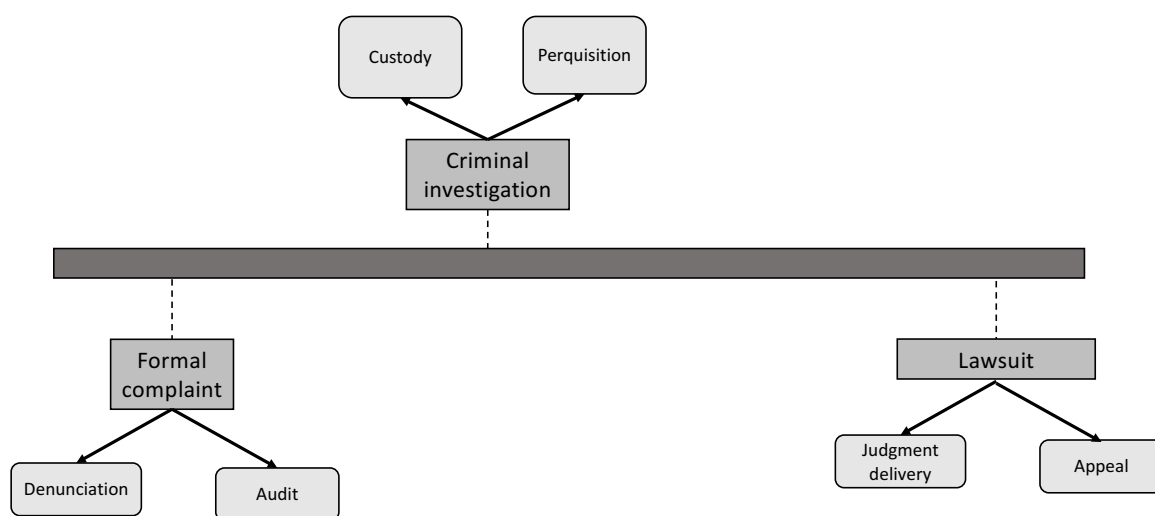 Custody
Perquisition
Criminal
investigation
Formal
complaint
Lawsuit
Denunciation
Audit
Judgment
delivery
Appeal